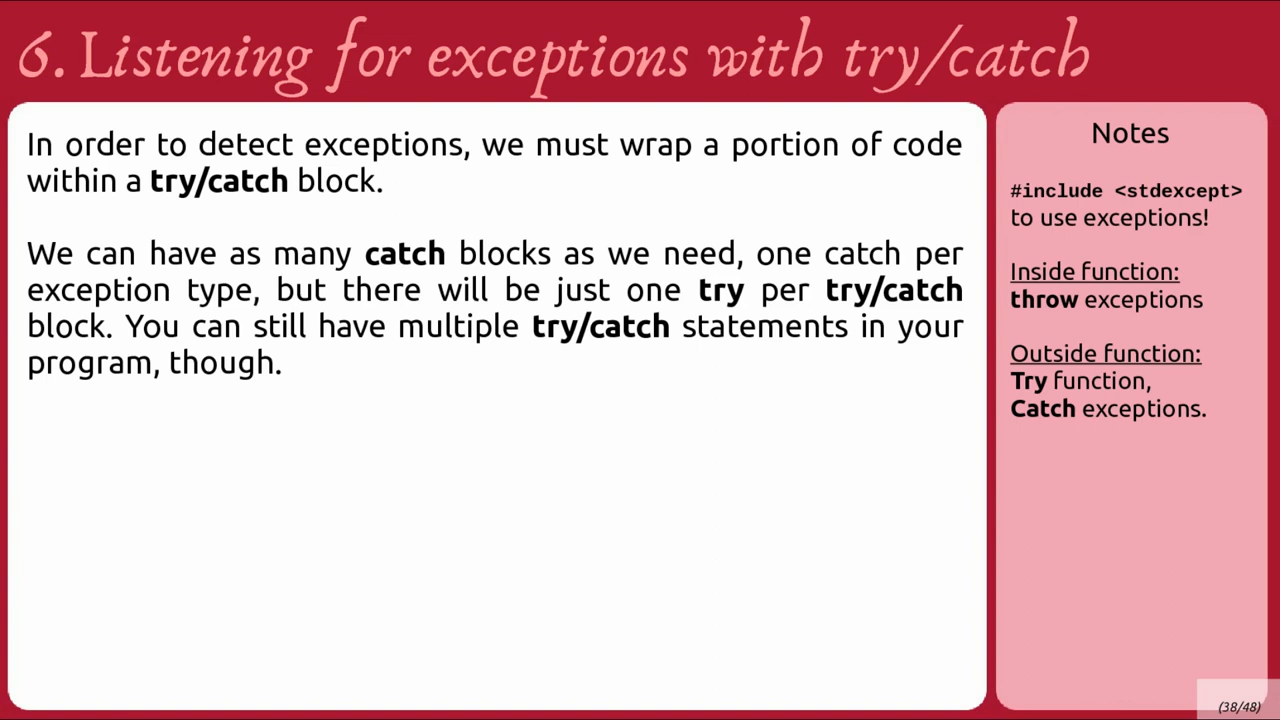 6. Listening for exceptions with try/catch
In order to detect exceptions, we must wrap a portion of code
within a try/catch block.
We can have as many catch blocks as we need, one catch per
exception type, but there will be just one try per try/catch
block. You can still have multiple try/catch statements in your
program, though.
Notes
#include <stdexcept>
to use exceptions!
Inside function:
throw exceptions
Outside function:
Try function,
Catch exceptions.
(38/48)